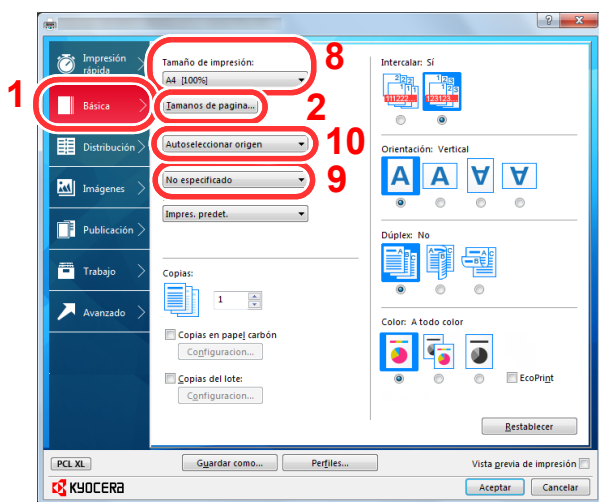 Impresión
rápida
1
Básica
Distribución
Imágenes
Publicación
Trabajo
Avanzado
Tamaño de impresión:
8
A4 [100%]
Tamanos de pagina...
2
Autoseleccionar origen
10
No especificado
9
Impres. predet.
Copias:
1
Copias en papel carbón
Configuracion...
Copias del lote:
Configuracion...
Intercalar: Sí
111222
123123
Orientación: Vertical
A A A A
Dúplex: No
Color: A todo color
EcoPrint
Restablecer
PCL XL
Guardar como...
Perfiles...
Vista previa de impresión
KYOCERA
Aceptar
Cancelar